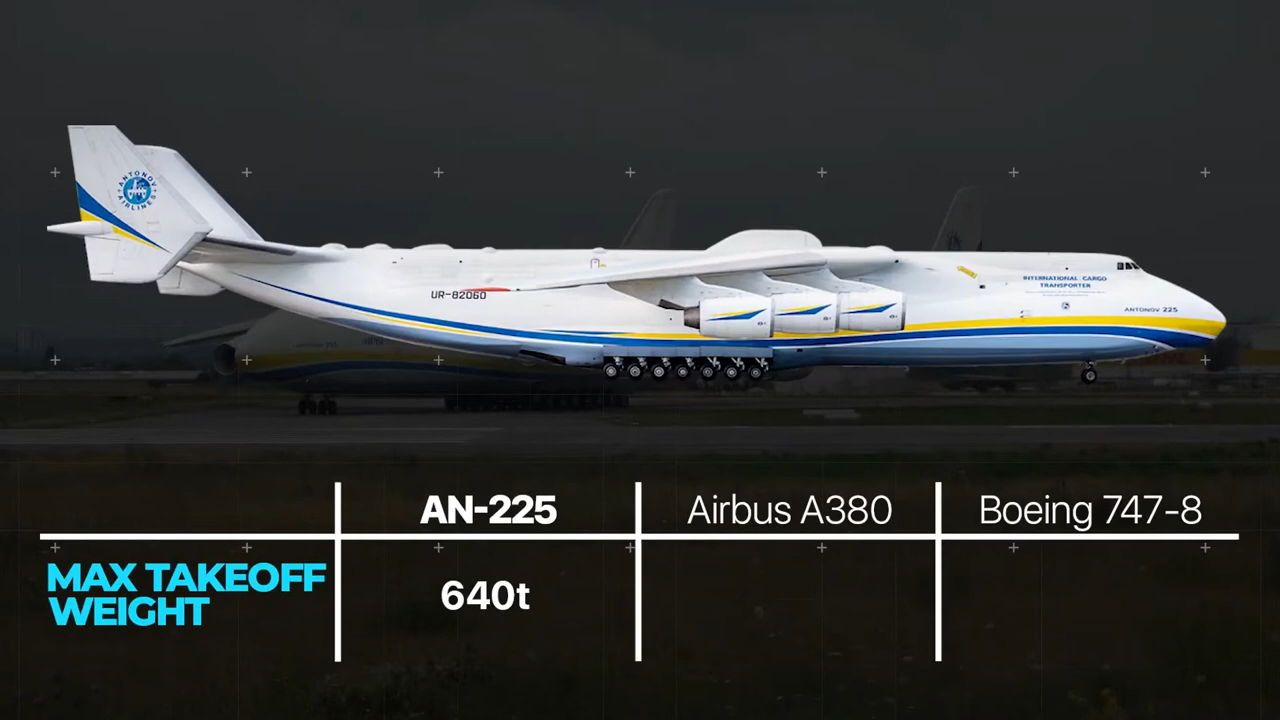 ANTONOV
AIRLINES
UR-82060
INTERNATIONAL CARGO
TRANSPORTER
ANTONOV 225
AN-225
Airbus A380
Boeing 747-8
MAX TAKEOFF
WEIGHT
640t